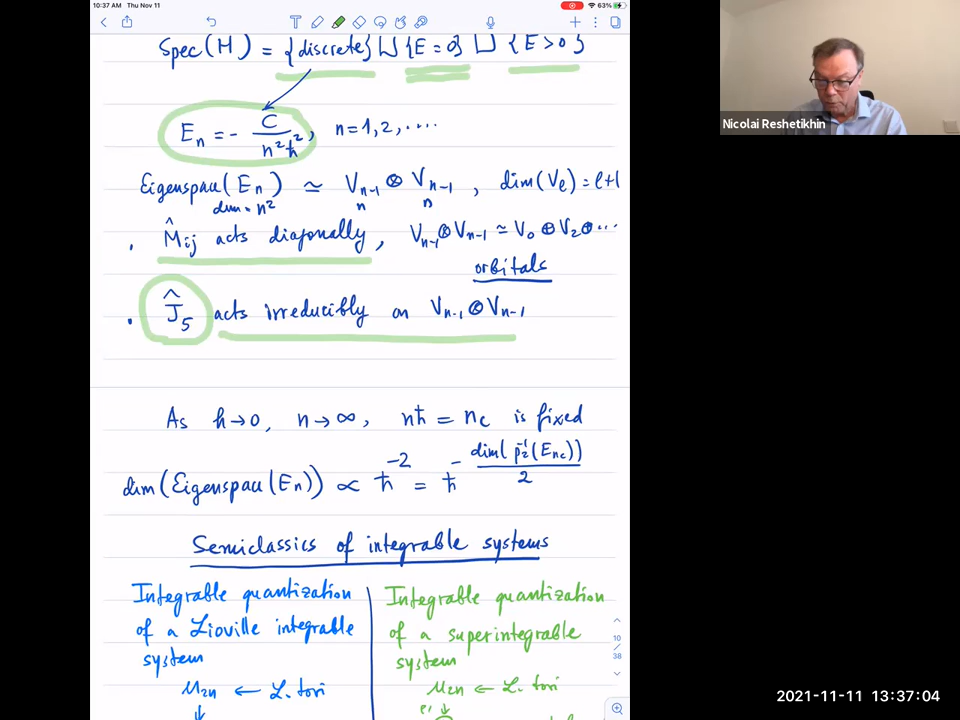 10:37 AM Thu Nov 11
63%
Spec(H) = {discrete} ⊔ {E = 0} ⊔ {E > 0}
E_n = - C / n²ħ², n = 1, 2, ....
Eigenspace(E_n) ≃ V_{n-1} ⊗ V_{n-1}, dim(V_ℓ) = ℓ+1
dim = n² n n
. M̂_ij acts diagonally, V_{n-1} ⊗ V_{n-1} ≃ V_0 ⊕ V_2 ⊕ ...
orbitals
. Ĵ_5 acts irreducibly on V_{n-1} ⊗ V_{n-1}
As ħ→0, n→∞, nħ = n_c is fixed
dim(Eigenspace(E_n)) ∝ ħ^{-2} = ħ^{- dim(p_2^{-1}(E_{n_c})) / 2}
Semiclassics of integrable systems
Integrable quantization
of a Lioville integrable
system
M_{2n} ← L. tori
↓
Integrable quantization
of a superintegrable
system
M_{2n} ← L. tori
p_1 ↓
10
/
38
Nicolai Reshetikhin
2021-11-11 13:37:04